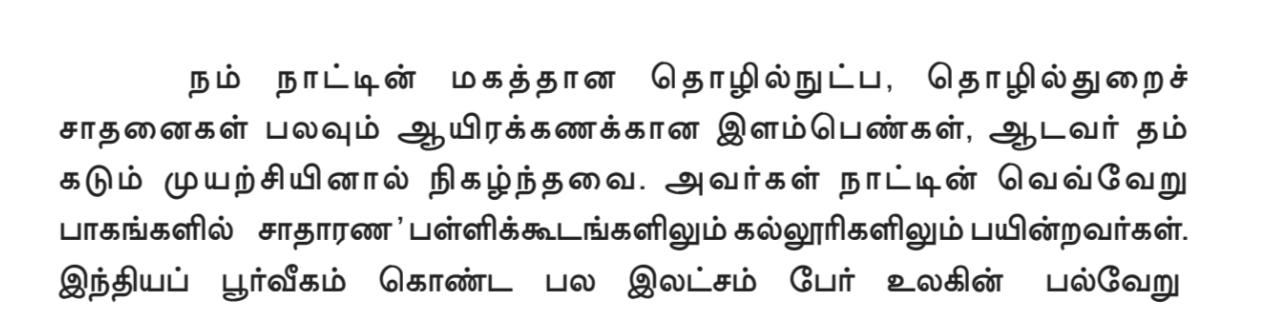 நம் நாட்டின் மகத்தான தொழில்நுட்ப, தொழில்துறைச்
சாதனைகள் பலவும் ஆயிரக்கணக்கான இளம்பெண்கள், ஆடவர் தம்
கடும் முயற்சியினால் நிகழ்ந்தவை. அவர்கள் நாட்டின் வெவ்வேறு
பாகங்களில் சாதாரண’ பள்ளிக்கூடங்களிலும் கல்லூரிகளிலும் பயின்றவர்கள்.
இந்தியப் பூர்வீகம் கொண்ட பல இலட்சம் பேர் உலகின் பல்வேறு